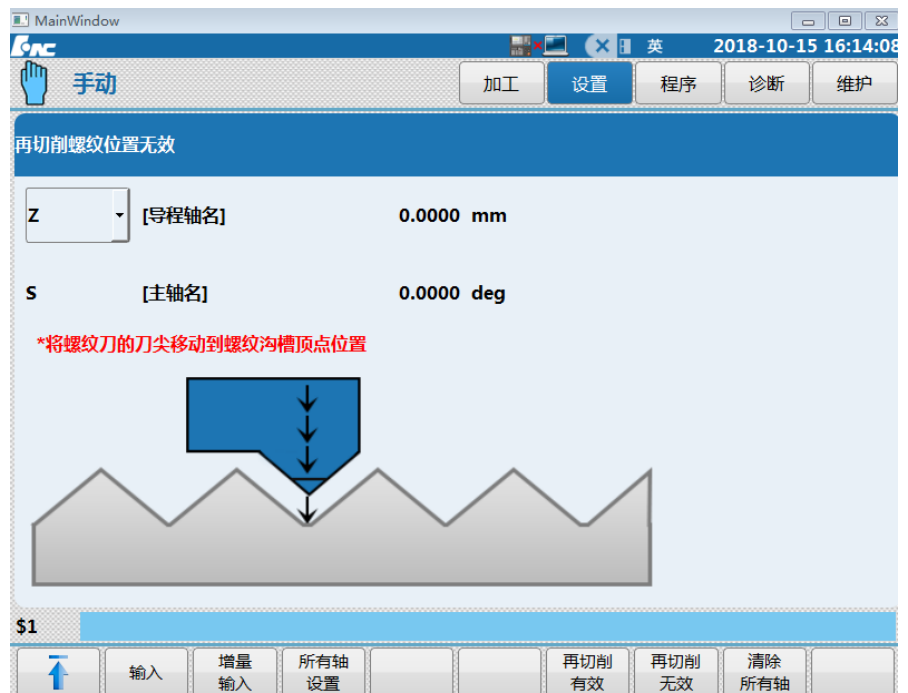 MainWindow
HNC
英 2018-10-15 16:14:08
手动 加工 设置 程序 诊断 维护
再切削螺纹位置无效
Z [导程轴名] 0.0000 mm
S [主轴名] 0.0000 deg
*将螺纹刀的刀尖移动到螺纹沟槽顶点位置
$1
输入
增量
输入
所有轴
设置
再切削
有效
再切削
无效
清除
所有轴